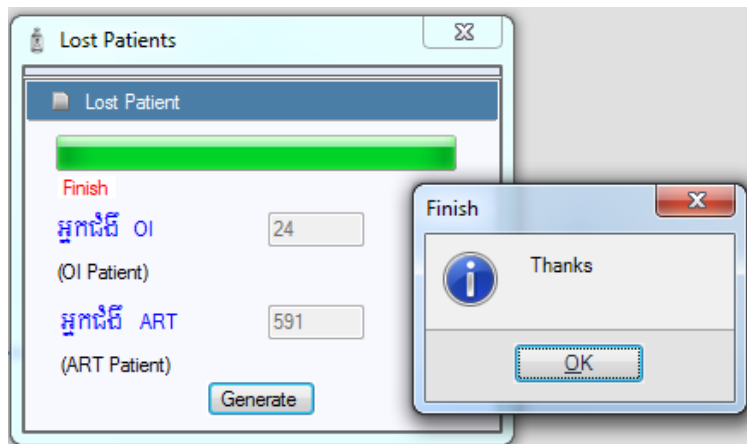 Lost Patients
Lost Patient
Finish
អ្នកជំងឺ OI
24
(OI Patient)
អ្នកជំងឺ ART
591
(ART Patient)
Generate
Finish
Thanks
OK